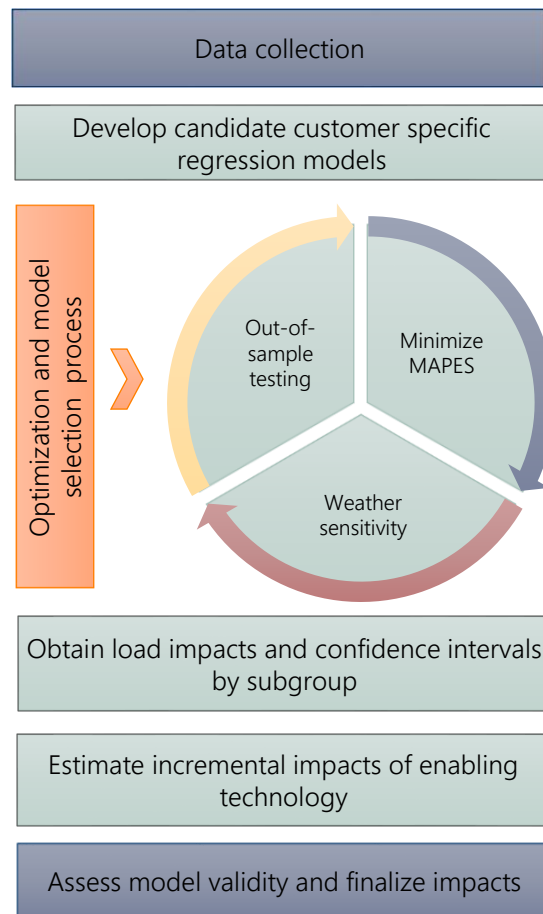 Data collection
Develop candidate customer specific
regression models
Optimization and model
selection process
Out-of-
sample
testing
Minimize
MAPES
Weather
sensitivity
Obtain load impacts and confidence intervals
by subgroup
Estimate incremental impacts of enabling
technology
Assess model validity and finalize impacts